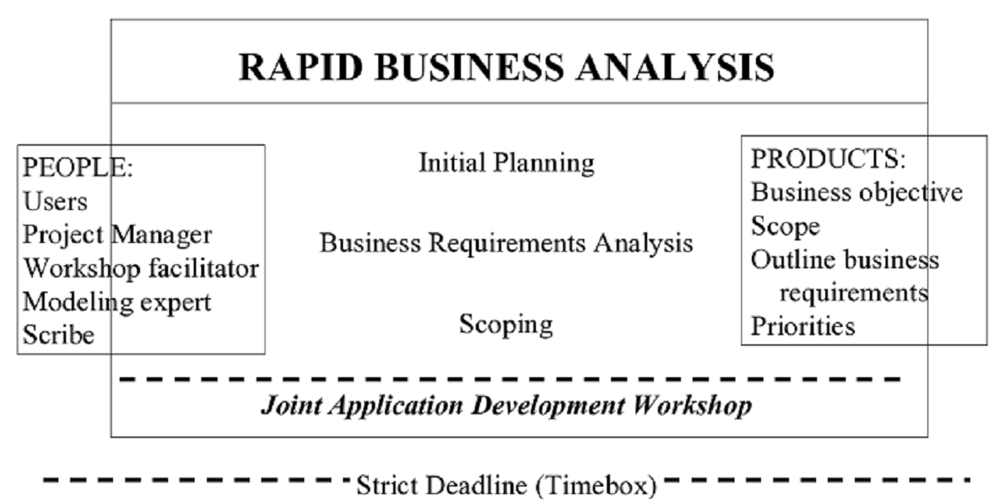 RAPID BUSINESS ANALYSIS
PEOPLE:
Users
Project Manager
Workshop facilitator
Modeling expert
Scribe
Initial Planning
Business Requirements Analysis
Scoping
PRODUCTS:
Business objective
Scope
Outline business
requirements
Priorities
Joint Application Development Workshop
Strict Deadline (Timebox)